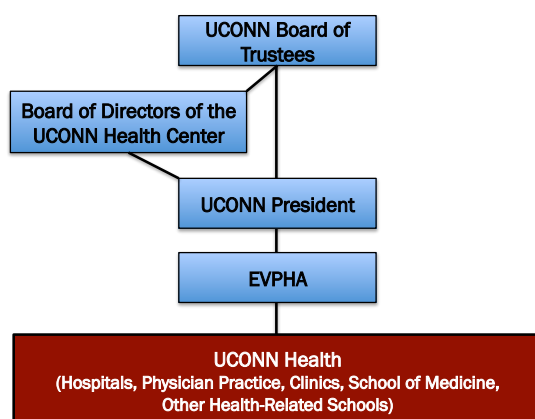 UCONN Board of
Trustees
Board of Directors of the
UCONN Health Center
UCONN President
EVPHA
UCONN Health
(Hospitals, Physician Practice, Clinics, School of Medicine,
Other Health-Related Schools)